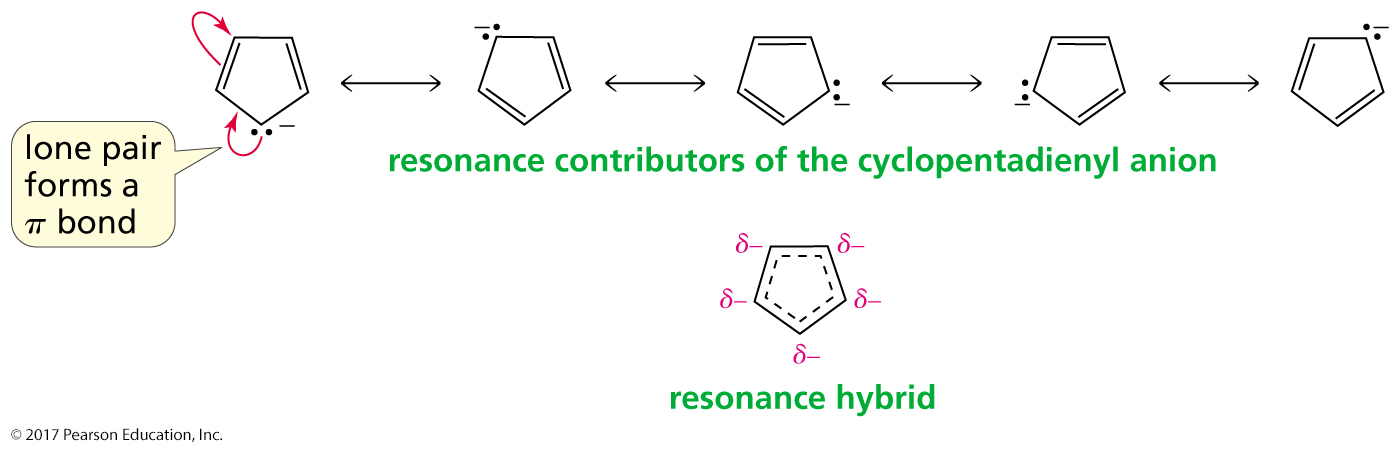 lone pair
forms a
π bond
resonance contributors of the cyclopentadienyl anion
δ– δ–
δ– δ–
δ–
resonance hybrid
© 2017 Pearson Education, Inc.